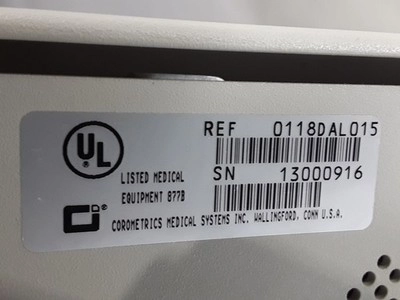 REF 0118DAL015
UL®
LISTED MEDICAL
EQUIPMENT 877B
SN 13000916
®
COROMETRICS MEDICAL SYSTEMS INC. WALLINGFORD, CONN U.S.A.